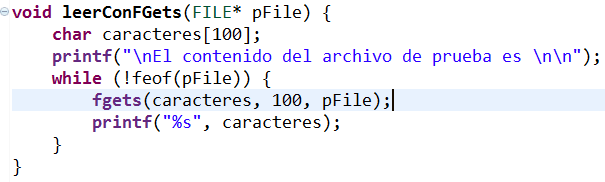 void leerConFGets(FILE* pFile) {
    char caracteres[100];
    printf("\nEl contenido del archivo de prueba es \n\n");
    while (!feof(pFile)) {
        fgets(caracteres, 100, pFile);
        printf("%s", caracteres);
    }
}